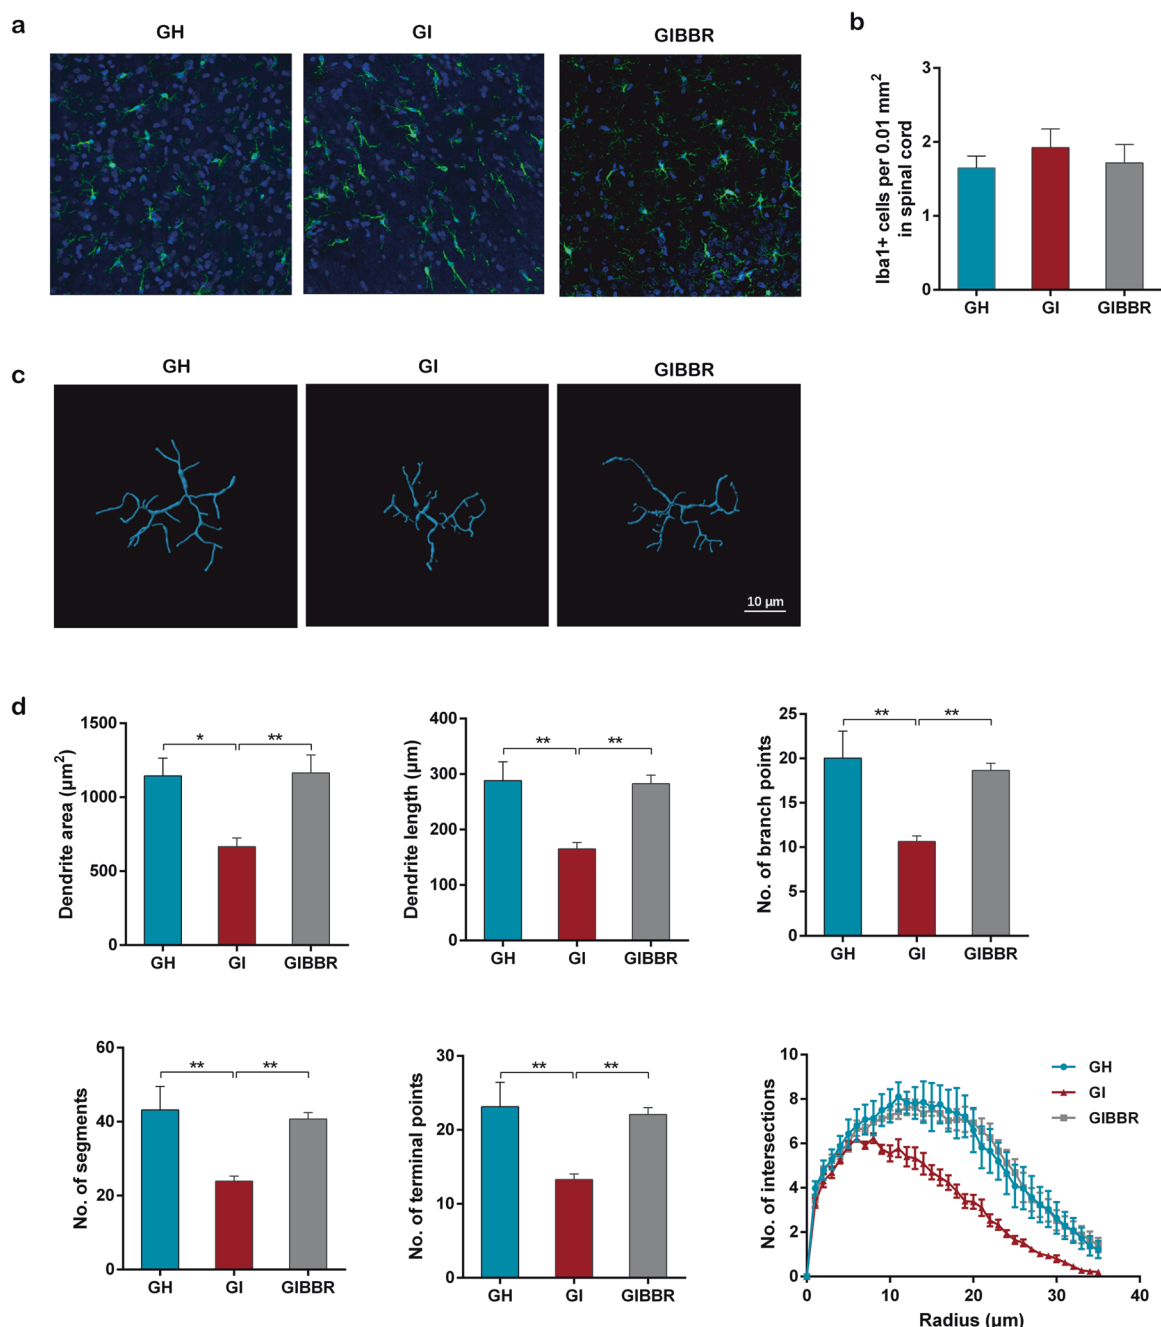 a
GH
GI
GIBBR
b
Iba1+ cells per 0.01 mm²
in spinal cord
3
2
1
0
GH
GI
GIBBR
c
GH
GI
GIBBR
10 µm
d
Dendrite area (µm²)
1500
1000
500
0
GH
GI
GIBBR
*
**
Dendrite length (µm)
400
300
200
100
0
GH
GI
GIBBR
**
**
No. of branch points
25
20
15
10
5
0
GH
GI
GIBBR
**
**
No. of segments
60
40
20
0
GH
GI
GIBBR
**
**
No. of terminal points
30
20
10
0
GH
GI
GIBBR
**
**
No. of intersections
10
8
6
4
2
0
0
10
20
30
40
Radius (µm)
GH
GI
GIBBR